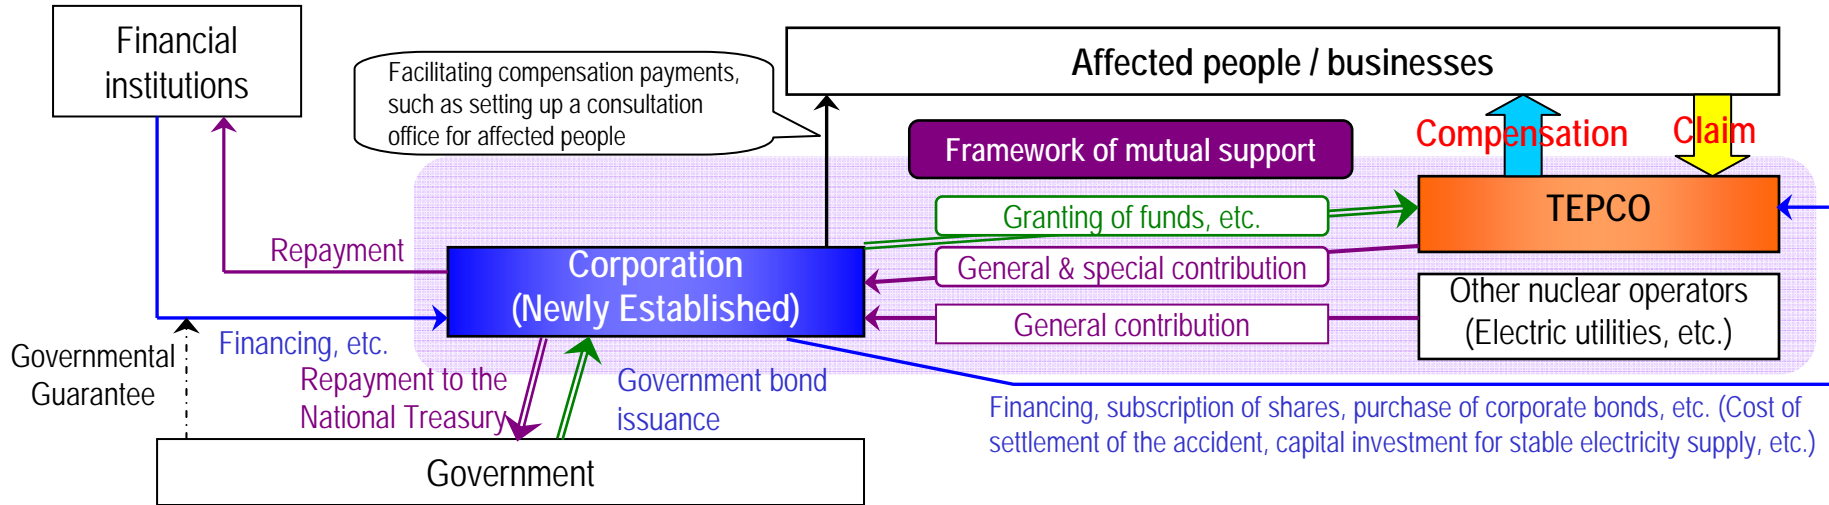 Financial
institutions
Facilitating compensation payments,
such as setting up a consultation
office for affected people
Affected people / businesses
Compensation
Claim
Framework of mutual support
Granting of funds, etc.
TEPCO
Repayment
Corporation
(Newly Established)
General & special contribution
General contribution
Other nuclear operators
(Electric utilities, etc.)
Governmental
Guarantee
Financing, etc.
Repayment to the
National Treasury
Government bond
issuance
Financing, subscription of shares, purchase of corporate bonds, etc. (Cost of
settlement of the accident, capital investment for stable electricity supply, etc.)
Government